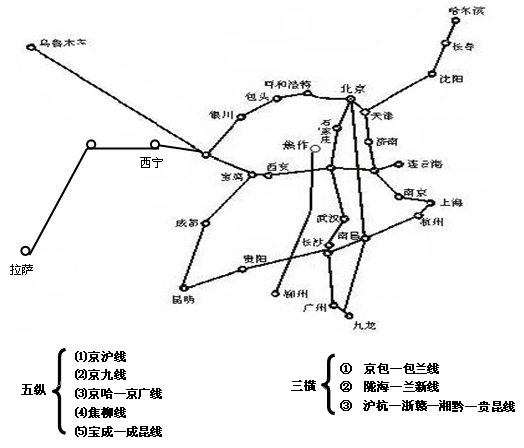 哈尔滨
乌鲁木齐
长春
呼和浩特
北京
沈阳
包头
银川
天津
石家庄
焦作
济南
西宁
西安
连云港
宝鸡
南京
上海
成都
武汉
杭州
拉萨
南昌
长沙
贵阳
昆明
柳州
广州
九龙
五纵
(1)京沪线
(2)京九线
(3)京哈一京广线
(4)焦柳线
(5)宝成一成昆线
三横
① 京包一包兰线
② 陇海一兰新线
③ 沪杭一浙赣一湘黔一贵昆线